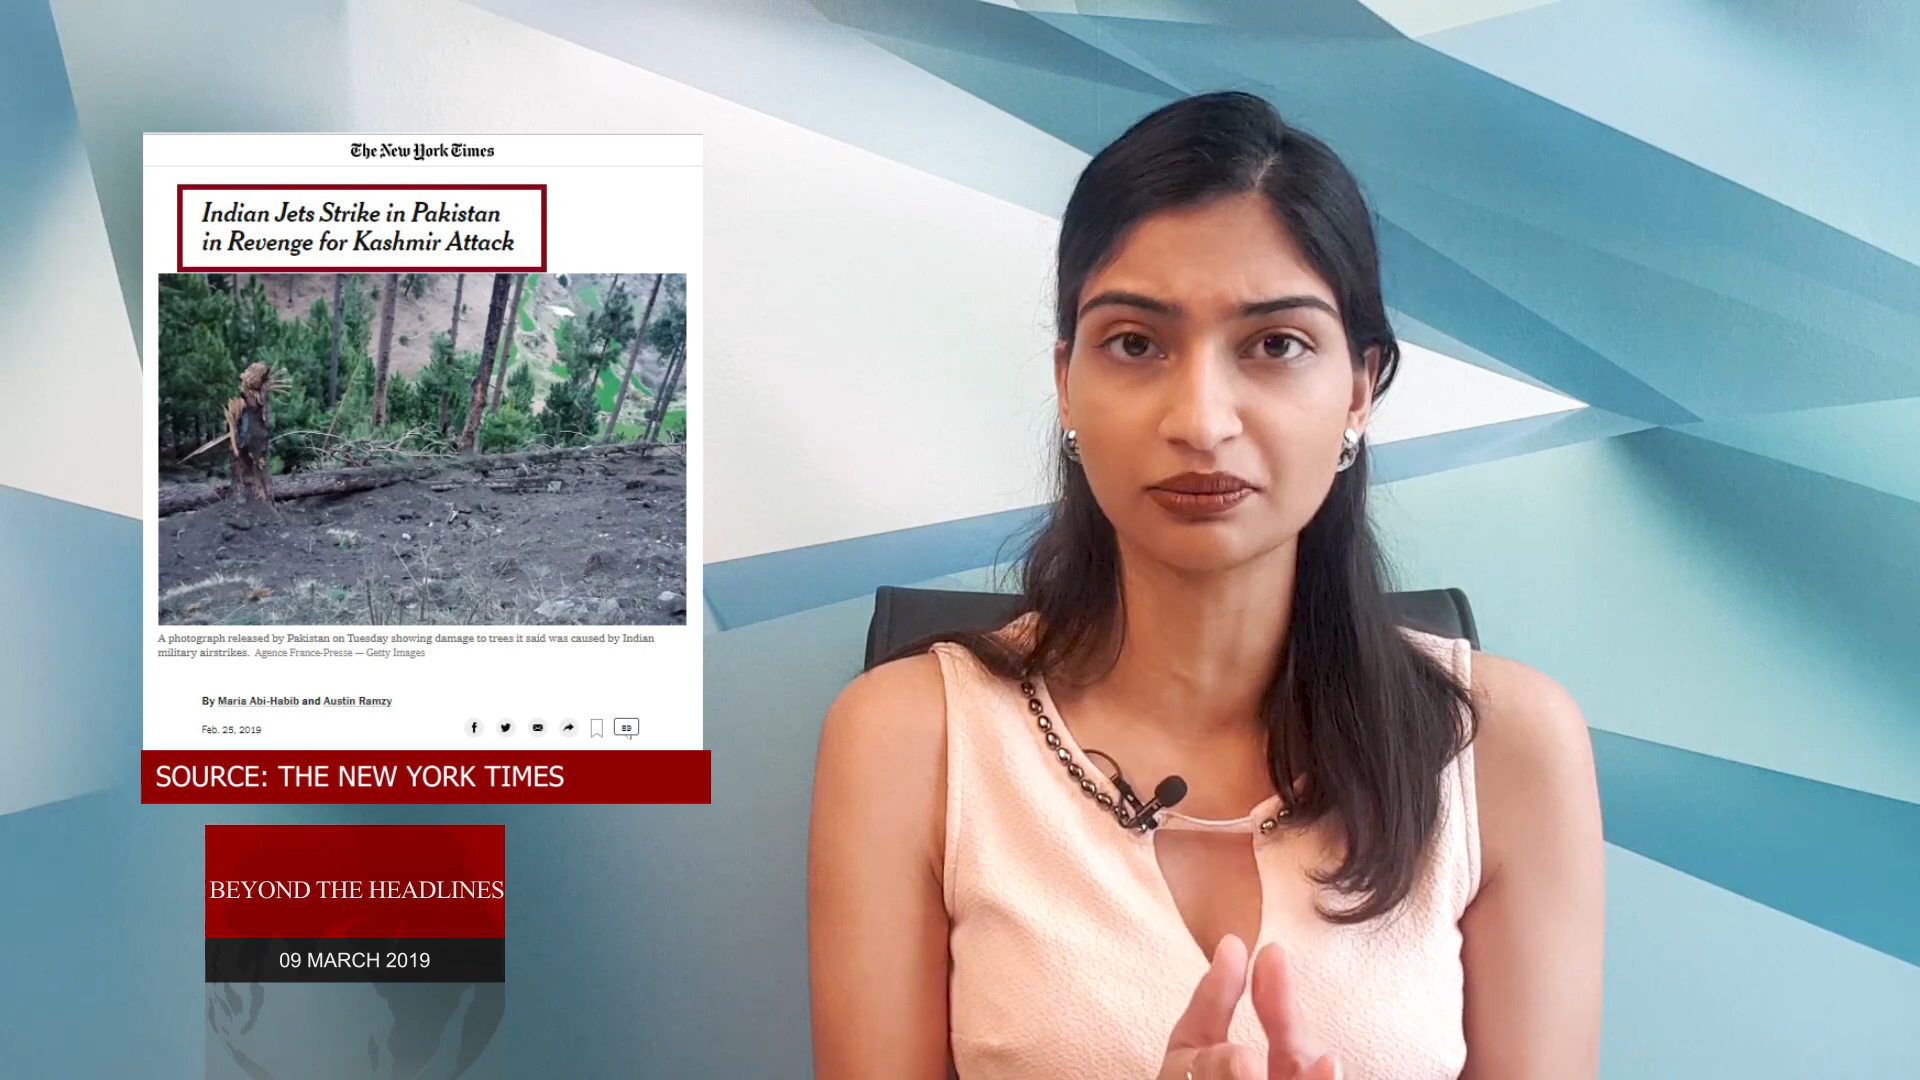 The New York Times
Indian Jets Strike in Pakistan
in Revenge for Kashmir Attack
A photograph released by Pakistan on Tuesday showing damage to trees it said was caused by Indian
military airstrikes. Agence France-Presse — Getty Images
By Maria Abi-Habib and Austin Ramzy
Feb. 25, 2019
89
SOURCE: THE NEW YORK TIMES
BEYOND THE HEADLINES
09 MARCH 2019